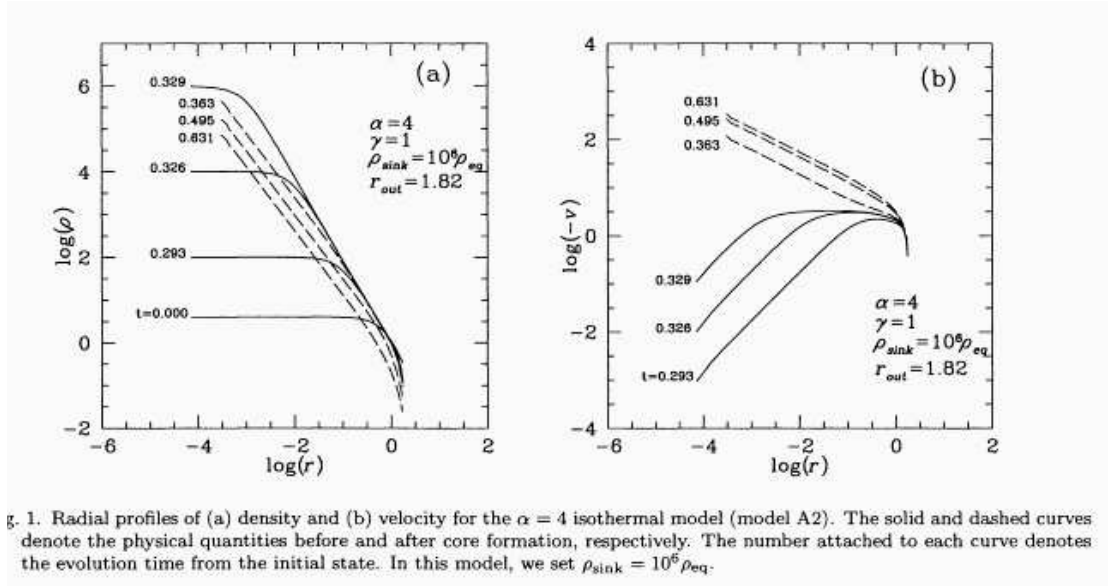 (a)
0.329
0.363
0.495
0.631
0.326
0.293
t=0.000
α=4
γ=1
ρsink=10⁶ρeq
rout=1.82
6
4
2
0
−2
log(ρ)
−6
−4
−2
0
2
log(r)
(b)
0.631
0.495
0.363
0.329
0.326
t=0.293
α=4
γ=1
ρsink=10⁶ρeq
rout=1.82
4
2
0
−2
−4
log(−v)
−6
−4
−2
0
2
log(r)
g. 1. Radial profiles of (a) density and (b) velocity for the α = 4 isothermal model (model A2). The solid and dashed curves
denote the physical quantities before and after core formation, respectively. The number attached to each curve denotes
the evolution time from the initial state. In this model, we set ρsink = 10⁶ρeq.